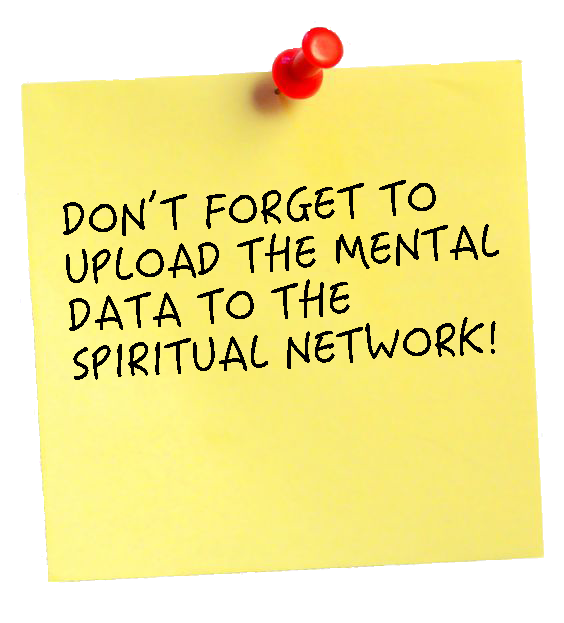 DON'T FORGET TO
UPLOAD THE MENTAL
DATA TO THE
SPIRITUAL NETWORK!